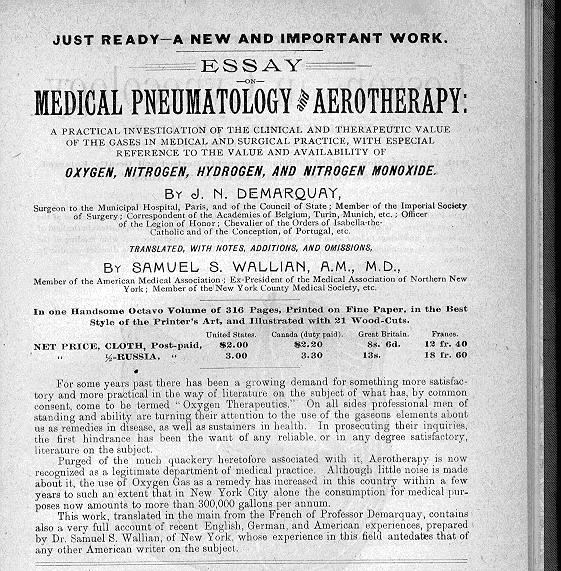 JUST READY—A NEW AND IMPORTANT WORK.
ESSAY
—ON—
MEDICAL PNEUMATOLOGY AND AEROTHERAPY:
A PRACTICAL INVESTIGATION OF THE CLINICAL AND THERAPEUTIC VALUE
OF THE GASES IN MEDICAL AND SURGICAL PRACTICE, WITH ESPECIAL
REFERENCE TO THE VALUE AND AVAILABILITY OF
OXYGEN, NITROGEN, HYDROGEN, AND NITROGEN MONOXIDE.
BY J. N. DEMARQUAY,
Surgeon to the Municipal Hospital, Paris, and of the Council of State; Member of the Imperial Society
of Surgery; Correspondent of the Academies of Belgium, Turin, Munich, etc.; Officer
of the Legion of Honor; Chevalier of the Orders of Isabella-the-
Catholic and of the Conception, of Portugal, etc.
TRANSLATED, WITH NOTES, ADDITIONS, AND OMISSIONS,
BY SAMUEL S. WALLIAN, A.M., M.D.,
Member of the American Medical Association; Ex-President of the Medical Association of Northern New
York; Member of the New York County Medical Society, etc.
In one Handsome Octavo Volume of 316 Pages, Printed on Fine Paper, in the Best
Style of the Printer's Art, and Illustrated with 21 Wood-Cuts.
United States. Canada (duty paid). Great Britain. France.
NET PRICE, CLOTH, Post-paid, $2.00 $2.20 8s. 6d. 12 fr. 40
" ½-RUSSIA, " 3.00 3.30 13s. 18 fr. 60
For some years past there has been a growing demand for something more satisfac-
tory and more practical in the way of literature on the subject of what has, by common
consent, come to be termed "Oxygen Therapeutics." On all sides professional men of
standing and ability are turning their attention to the use of the gaseous elements about
us as remedies in disease, as well as sustainers in health. In prosecuting their inquiries,
the first hindrance has been the want of any reliable, or in any degree satisfactory,
literature on the subject.
Purged of the much quackery heretofore associated with it, Aerotherapy is now
recognized as a legitimate department of medical practice. Although little noise is made
about it, the use of Oxygen Gas as a remedy has increased in this country within a few
years to such an extent that in New York City alone the consumption for medical pur-
poses now amounts to more than 300,000 gallons per annum.
This work, translated in the main from the French of Professor Demarquay, contains
also a very full account of recent English, German, and American experiences, prepared
by Dr. Samuel S. Wallian, of New York, whose experience in this field antedates that of
any other American writer on the subject.